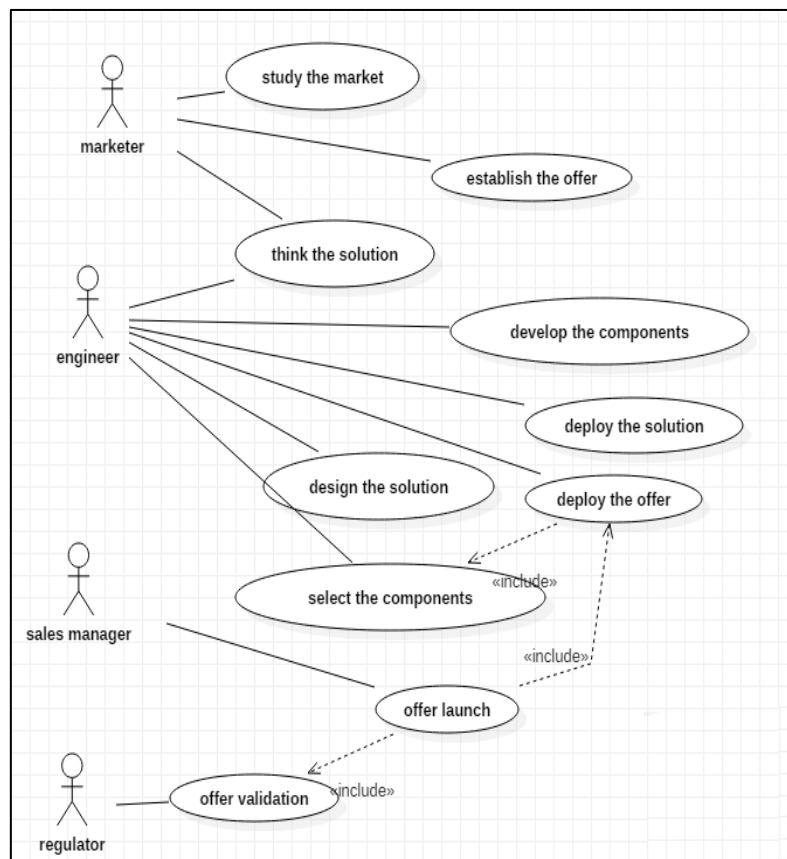 study the market
marketer
establish the offer
think the solution
develop the components
engineer
deploy the solution
design the solution
deploy the offer
«include»
select the components
sales manager
«include»
offer launch
«include»
offer validation
regulator